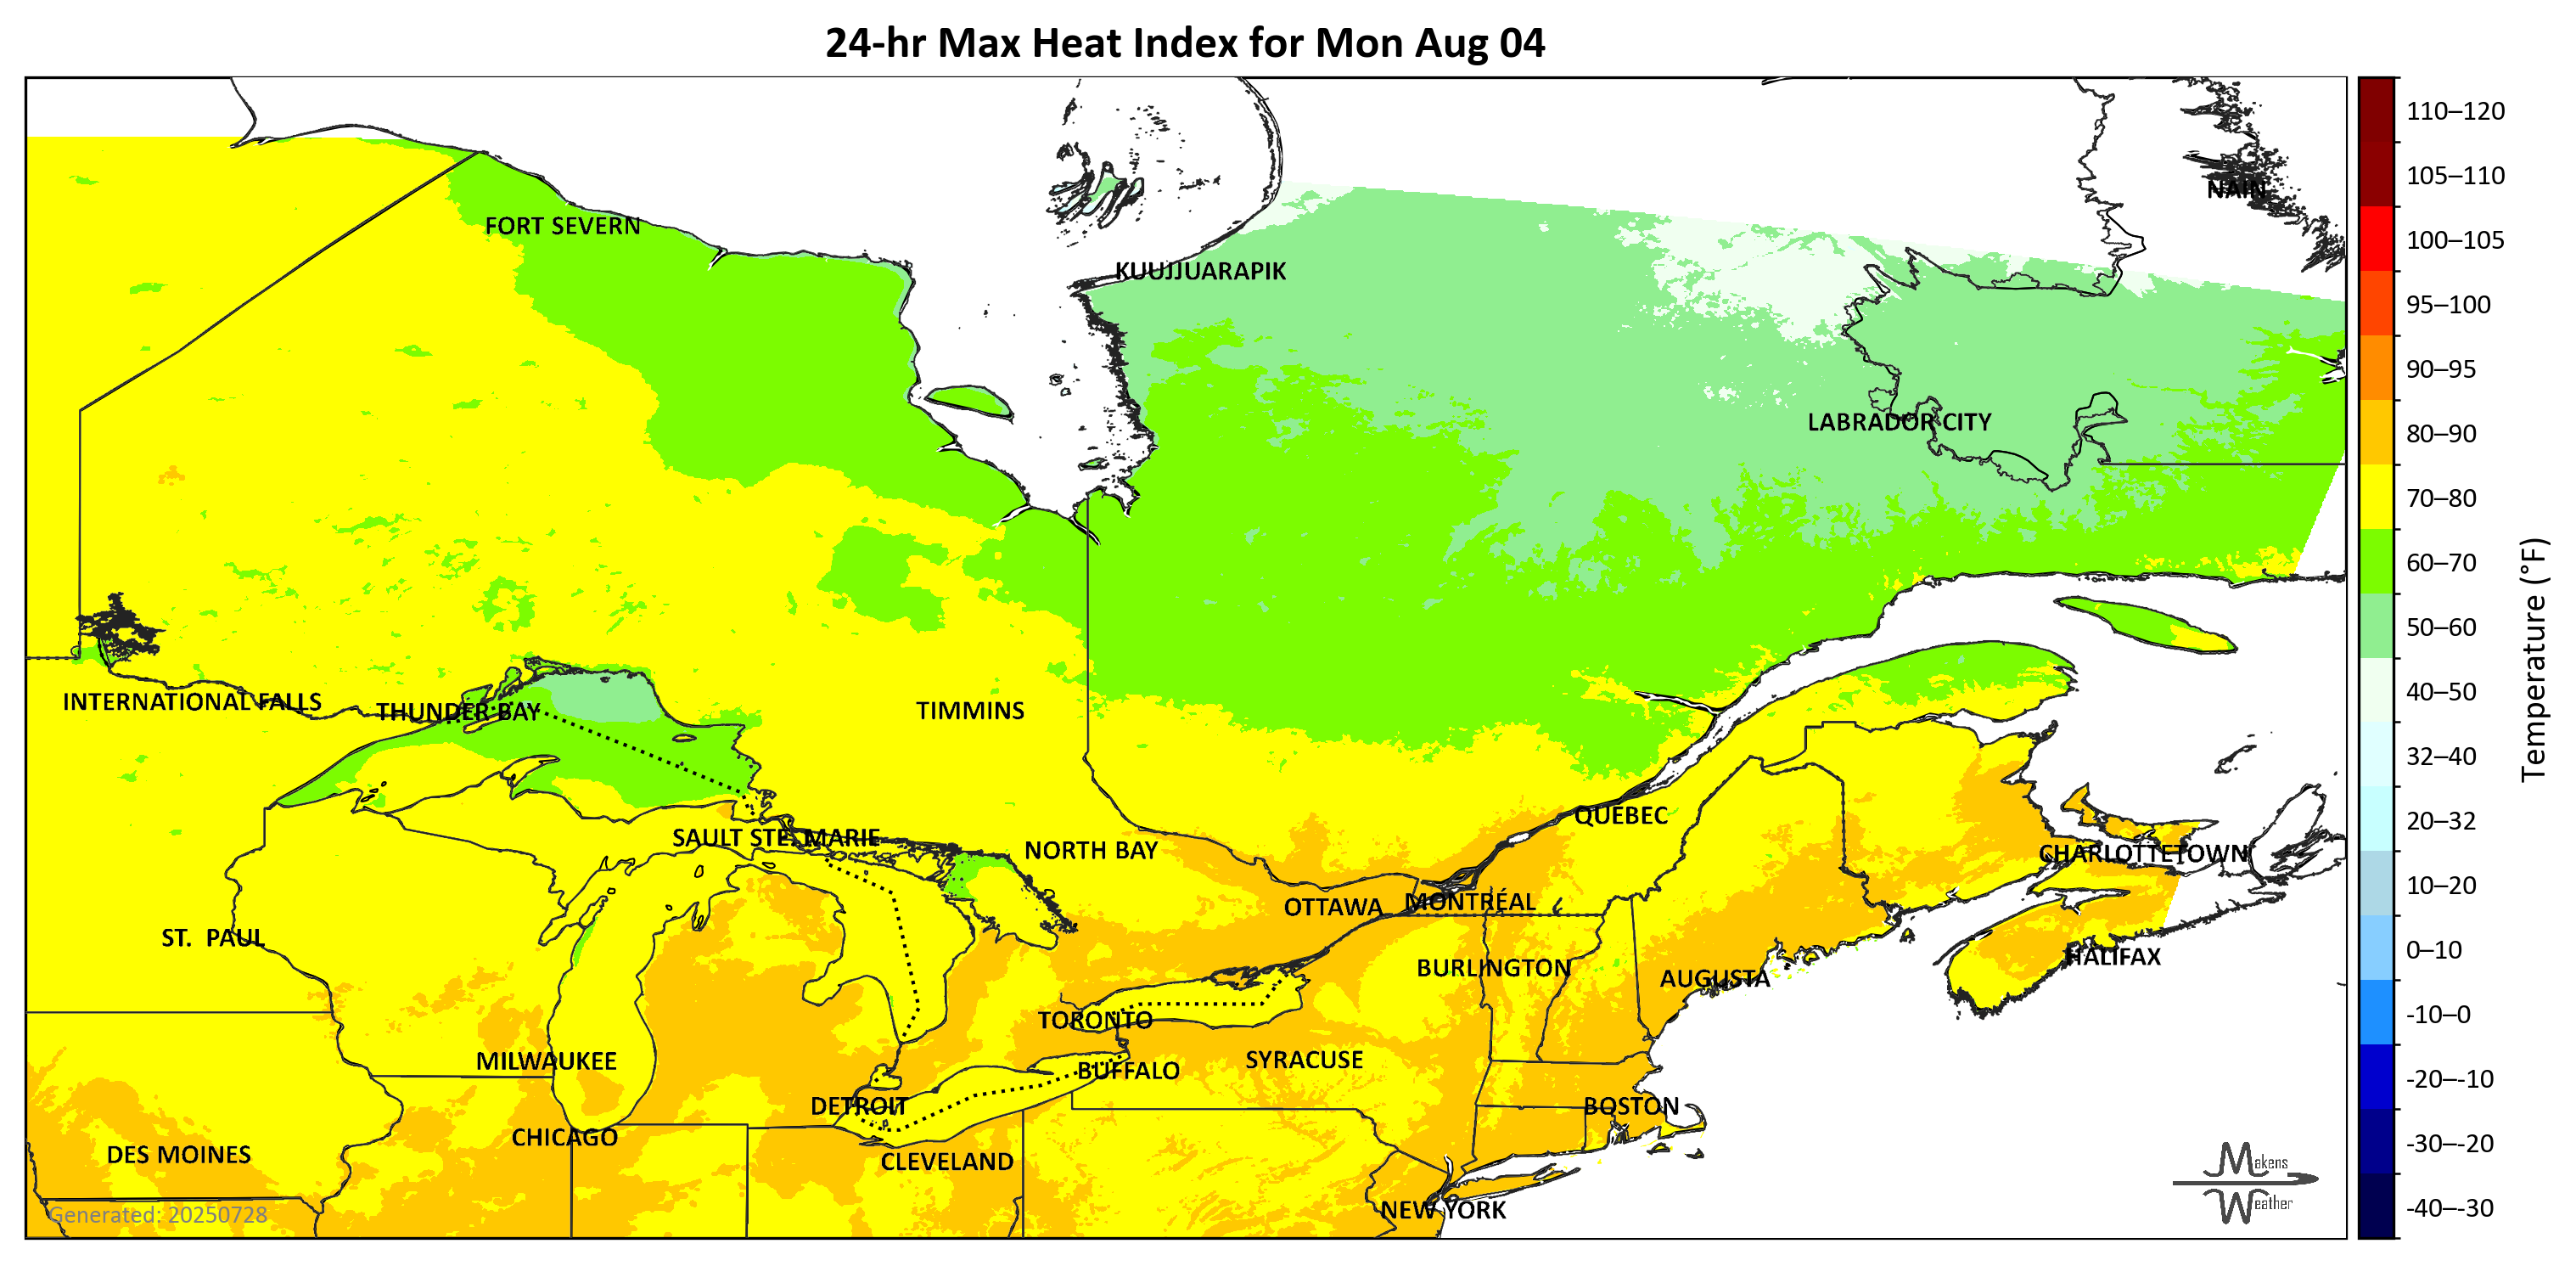 24-hr Max Heat Index for Mon Aug 04
NAIN
FORT SEVERN
KUUJJUARAPIK
LABRADOR CITY
INTERNATIONAL FALLS
THUNDER BAY
TIMMINS
QUEBEC
SAULT STE. MARIE
NORTH BAY
CHARLOTTETOWN
OTTAWA
MONTRÉAL
ST. PAUL
HALIFAX
BURLINGTON
AUGUSTA
TORONTO
MILWAUKEE
SYRACUSE
BUFFALO
DETROIT
BOSTON
CHICAGO
DES MOINES
CLEVELAND
NEW YORK
Generated: 20250728
Makens
Weather
110–120
105–110
100–105
95–100
90–95
80–90
70–80
60–70
50–60
40–50
32–40
20–32
10–20
0–10
-10–0
-20–-10
-30–-20
-40–-30
Temperature (°F)